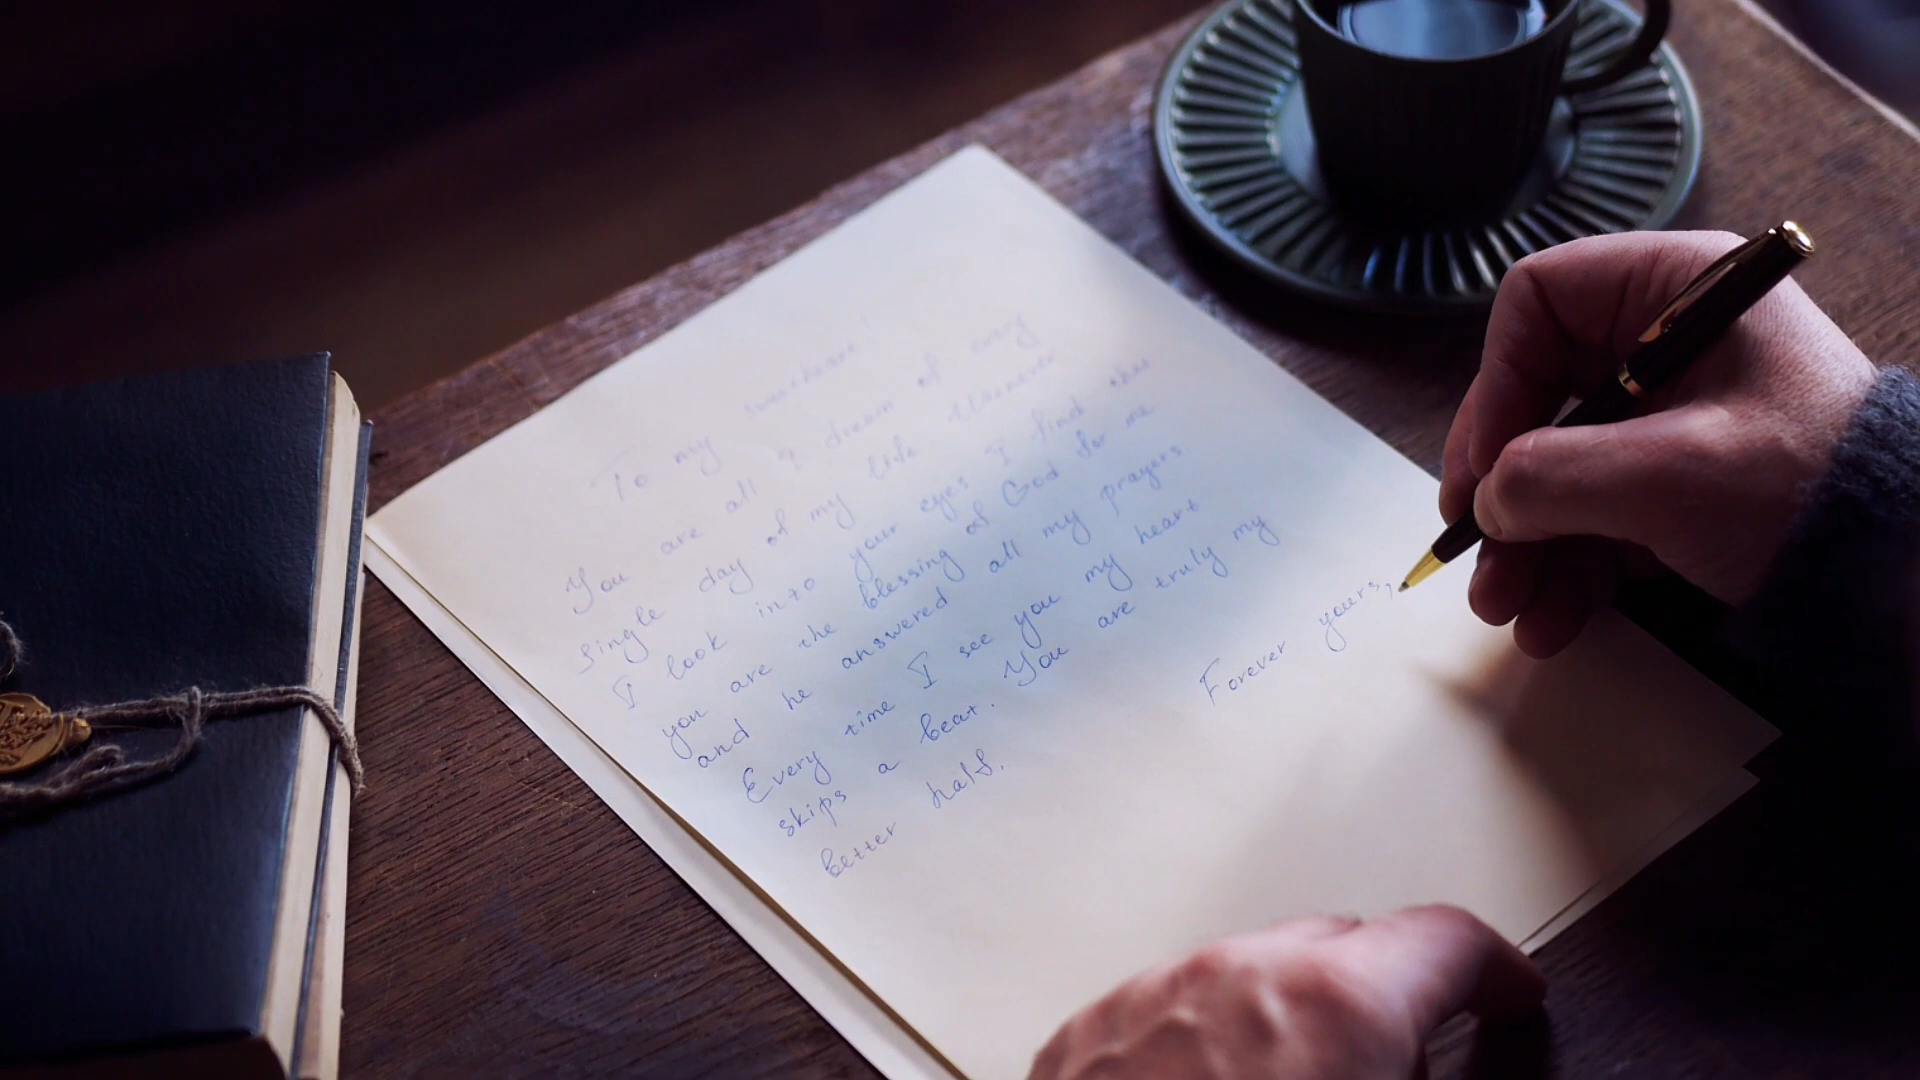 To my sweetheart!
You are all a dream of every
single day of my life. Whenever
I look into your eyes I find that
you are the blessing of God for me
and he answered all my prayers
Every time I see you my heart
skips a beat. You are truly my
better half.
Forever yours,